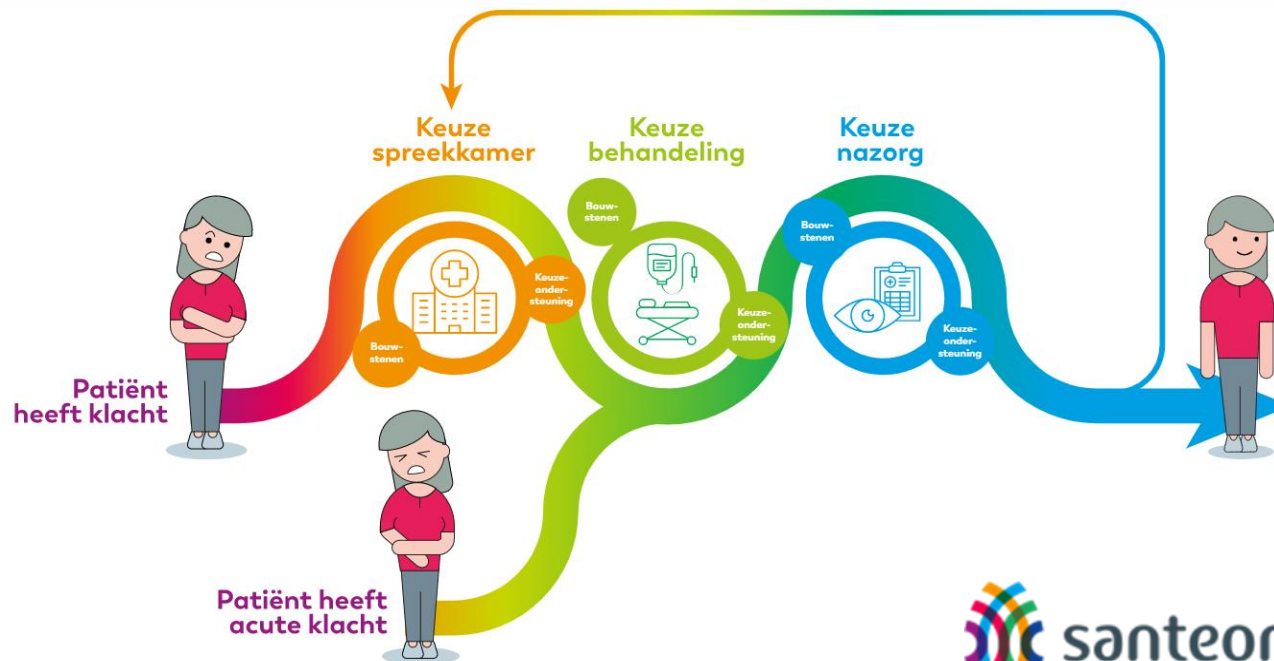 Keuze
spreekkamer
Keuze
behandeling
Keuze
nazorg
Bouw-
stenen
Keuze-
onder-
steuning
Bouw-
stenen
Keuze-
onder-
steuning
Bouw-
stenen
Keuze-
onder-
steuning
Patiënt
heeft klacht
Patiënt heeft
acute klacht
santeon